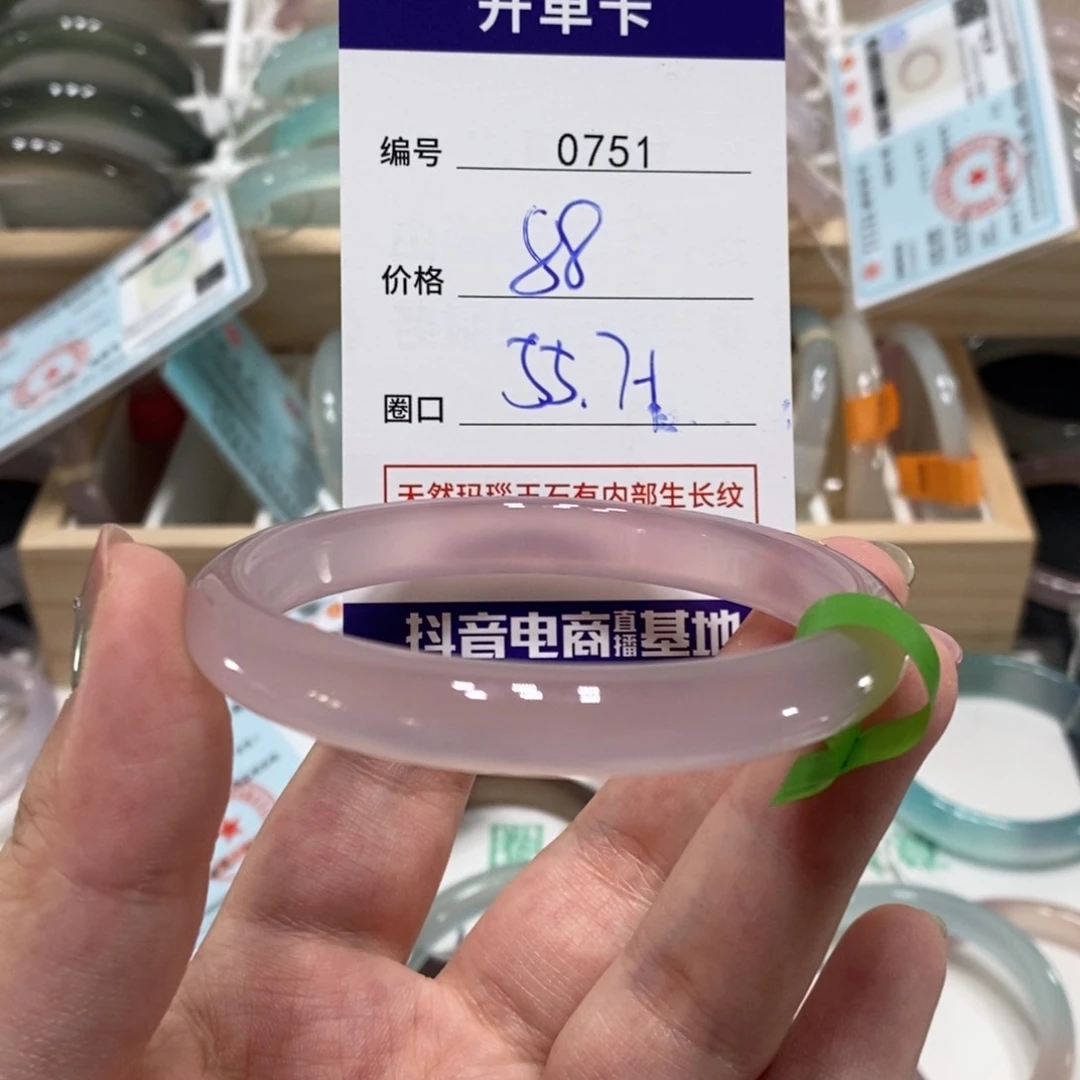 开单卡
编号 0751
价格 88
圈口 55.7H
天然玛瑙玉石有内部生长纹
抖音电商直播基地